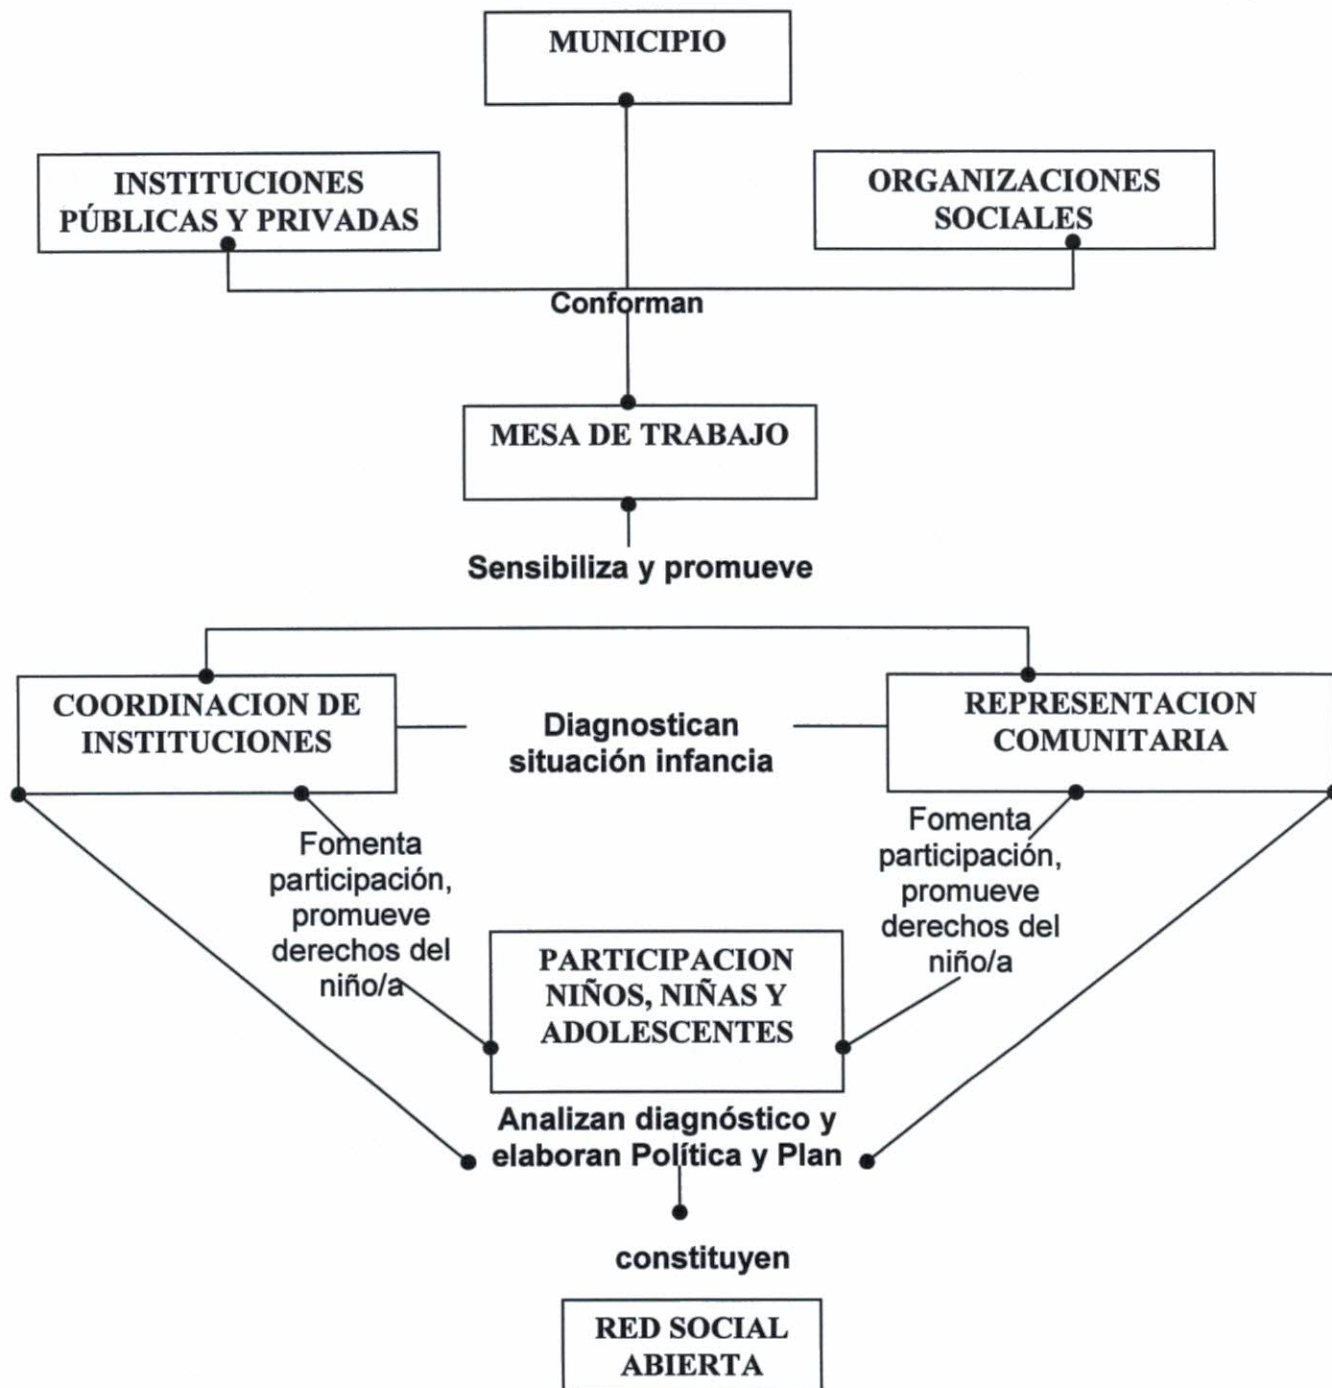 MUNICIPIO
INSTITUCIONES
PÚBLICAS Y PRIVADAS
ORGANIZACIONES
SOCIALES
Conforman
MESA DE TRABAJO
Sensibiliza y promueve
COORDINACION DE
INSTITUCIONES
Diagnostican
situación infancia
REPRESENTACION
COMUNITARIA
Fomenta
participación,
promueve
derechos del
niño/a
Fomenta
participación,
promueve
derechos del
niño/a
PARTICIPACION
NIÑOS, NIÑAS Y
ADOLESCENTES
Analizan diagnóstico y
elaboran Política y Plan
constituyen
RED SOCIAL
ABIERTA